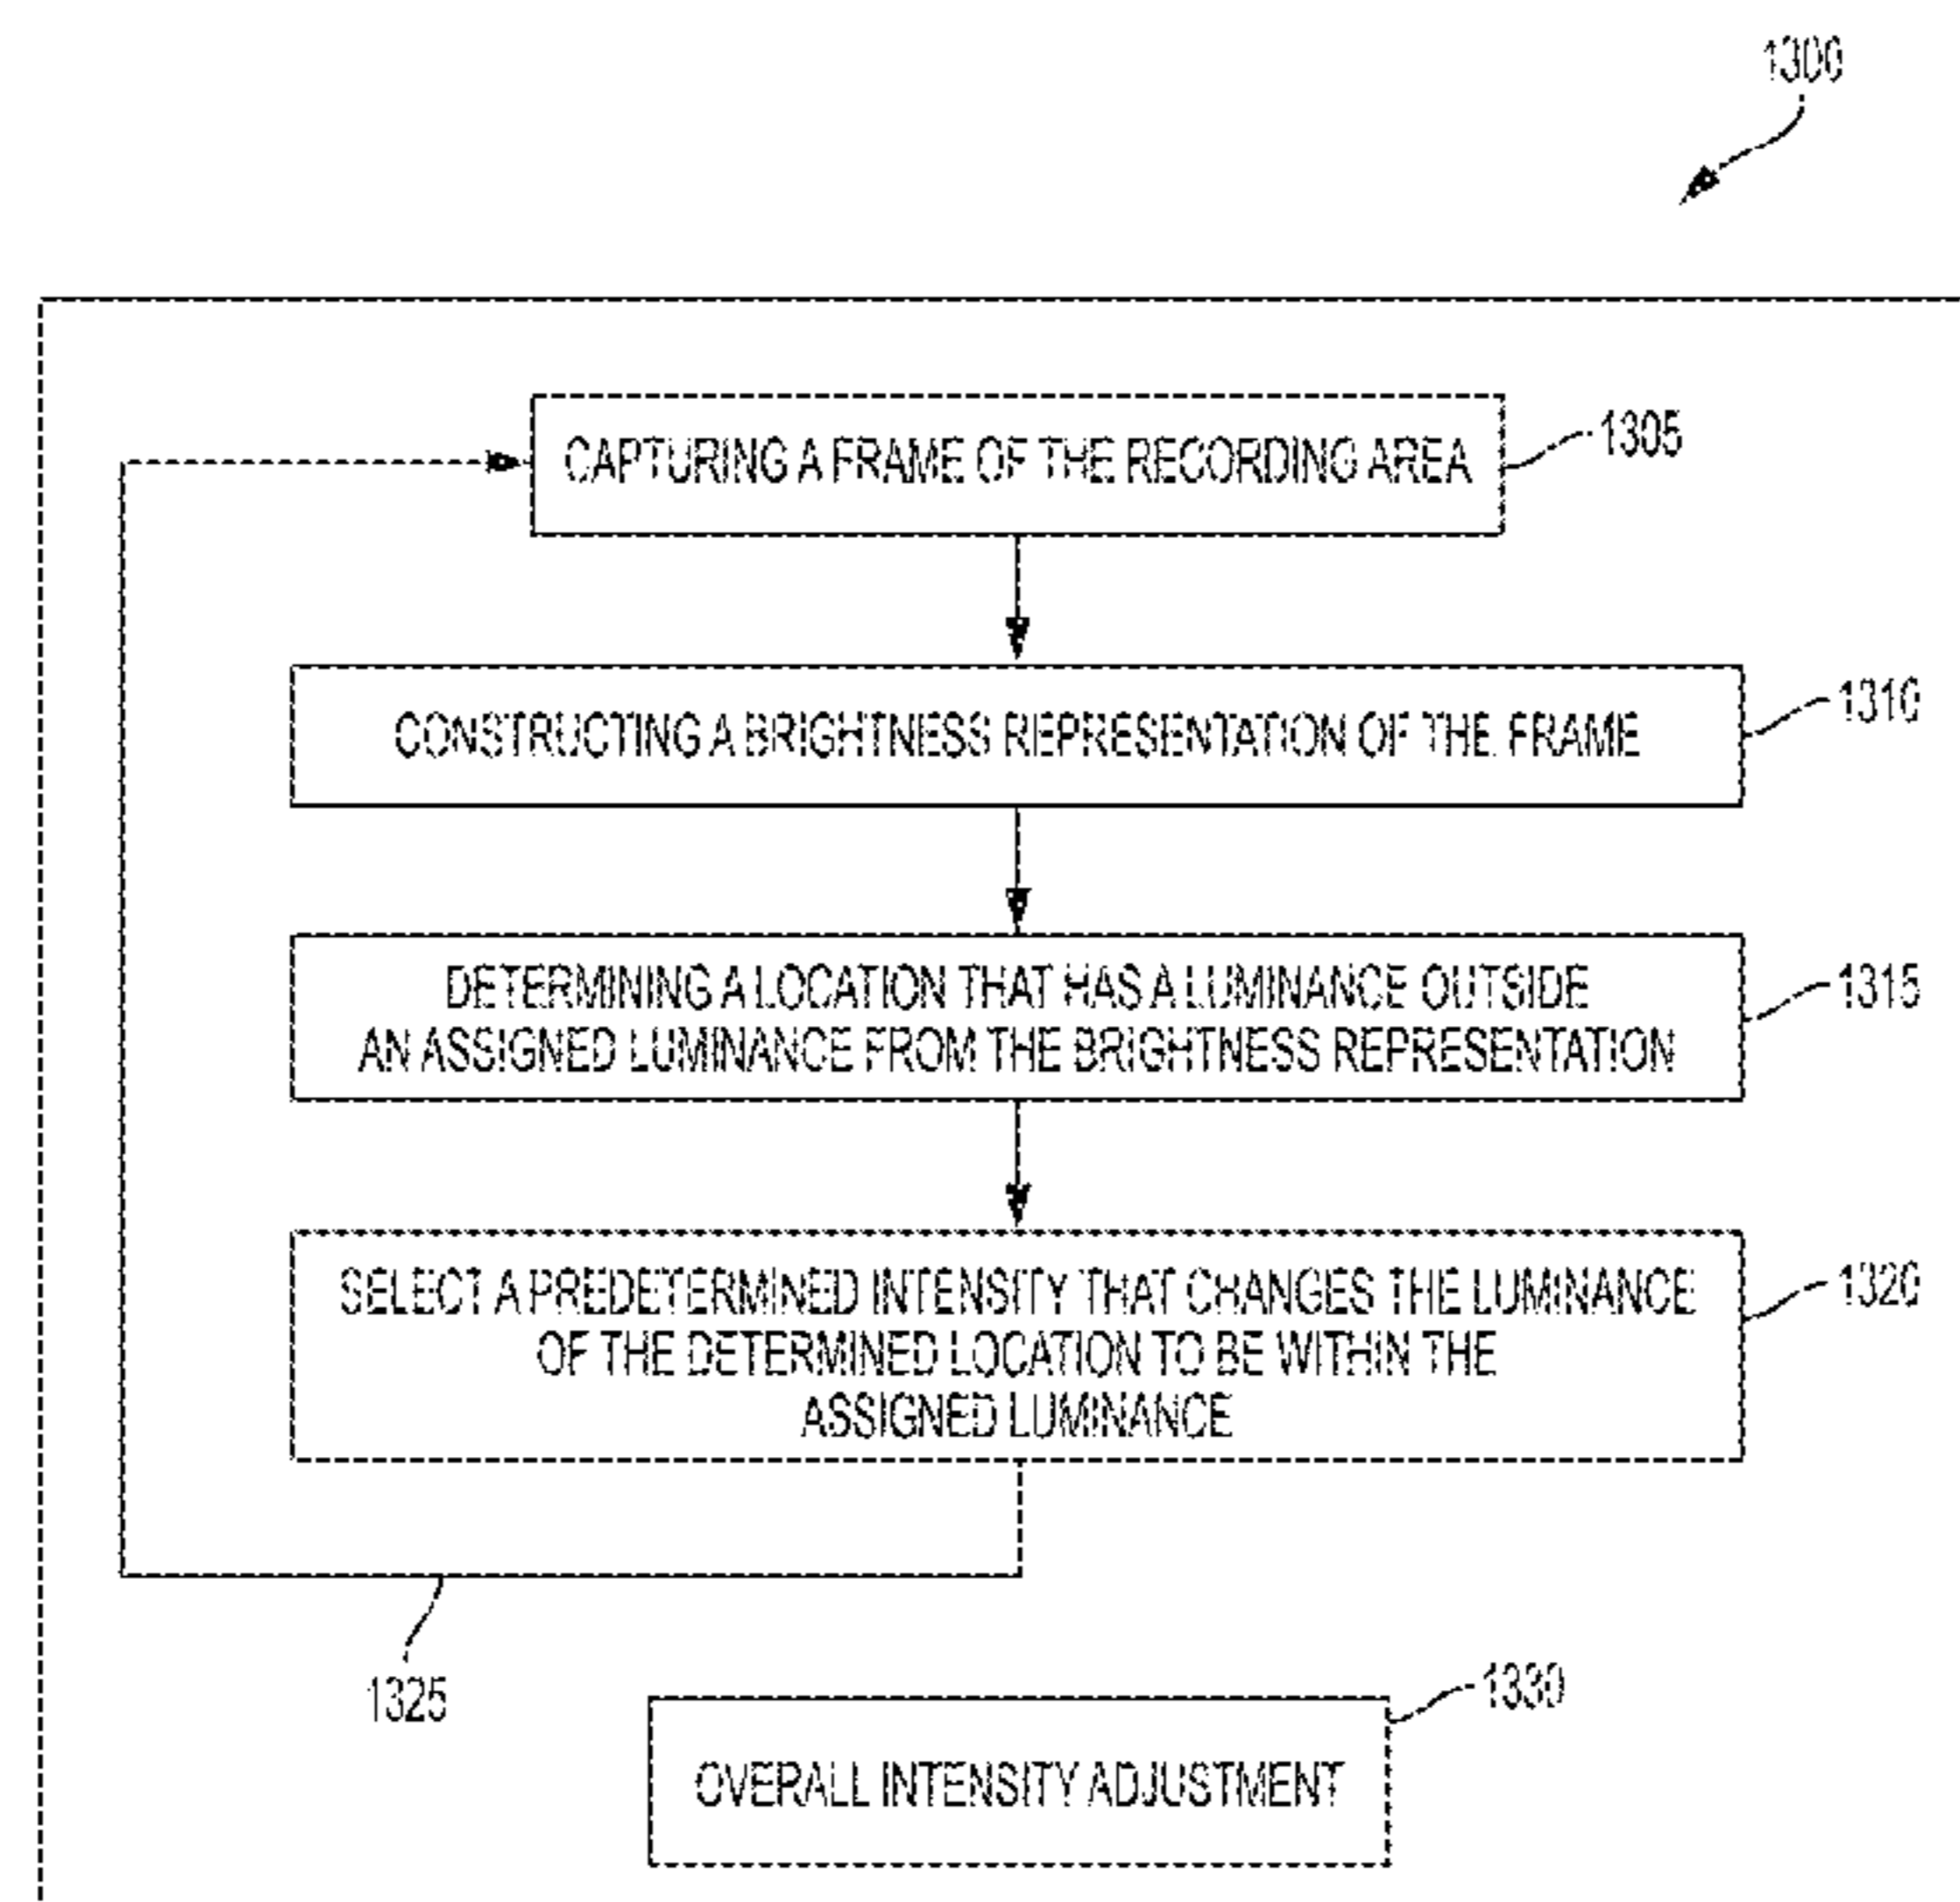 1300
CAPTURING A FRAME OF THE RECORDING AREA
1305
CONSTRUCTING A BRIGHTNESS REPRESENTATION OF THE FRAME
1310
DETERMINING A LOCATION THAT HAS A LUMINANCE OUTSIDE
AN ASSIGNED LUMINANCE FROM THE BRIGHTNESS REPRESENTATION
1315
SELECT A PREDETERMINED INTENSITY THAT CHANGES THE LUMINANCE
OF THE DETERMINED LOCATION TO BE WITHIN THE
ASSIGNED LUMINANCE
1320
1325
1330
OVERALL INTENSITY ADJUSTMENT